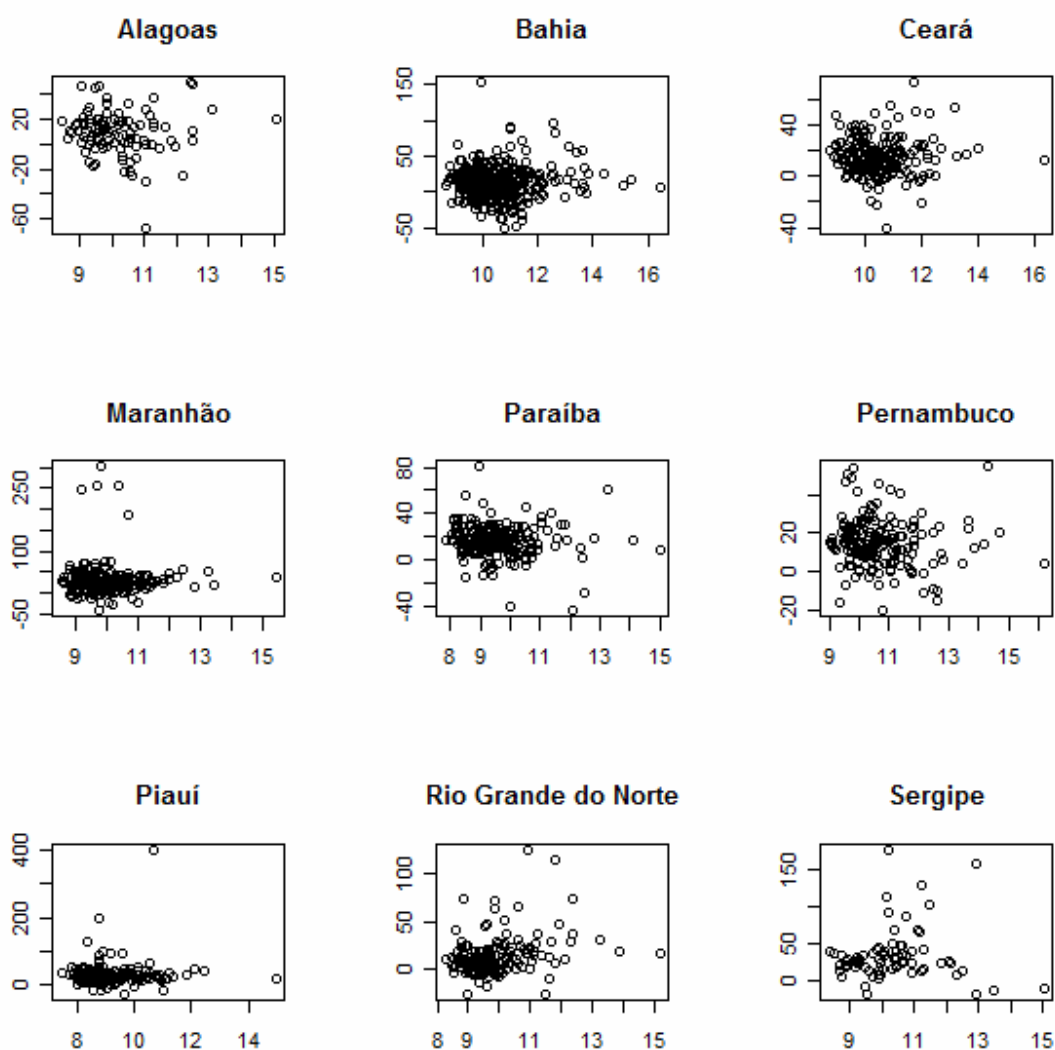 Alagoas
Bahia
Ceará
-60 -20 20
9 11 13 15
-50 50 150
10 12 14 16
-40 0 40
10 12 14 16
Maranhão
Paraíba
Pernambuco
-50 100 250
9 11 13 15
-40 0 40 80
8 9 11 13 15
-20 0 20
9 11 13 15
Piauí
Rio Grande do Norte
Sergipe
0 200 400
8 10 12 14
0 50 100
8 9 11 13 15
0 50 150
9 11 13 15